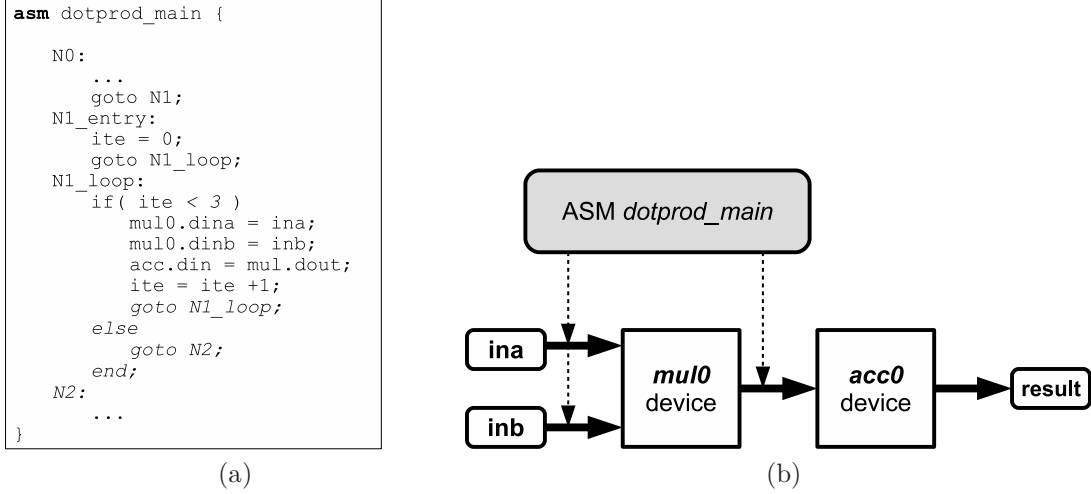 asm dotprod_main {
N0:
...
goto N1;
N1_entry:
ite = 0;
goto N1_loop;
N1_loop:
if( ite < 3 )
mul0.dina = ina;
mul0.dinb = inb;
acc.din = mul.dout;
ite = ite +1;
goto N1_loop;
else
goto N2;
end;
N2:
...
}
(a)
ASM dotprod_main
ina
inb
mul0
device
acc0
device
result
(b)